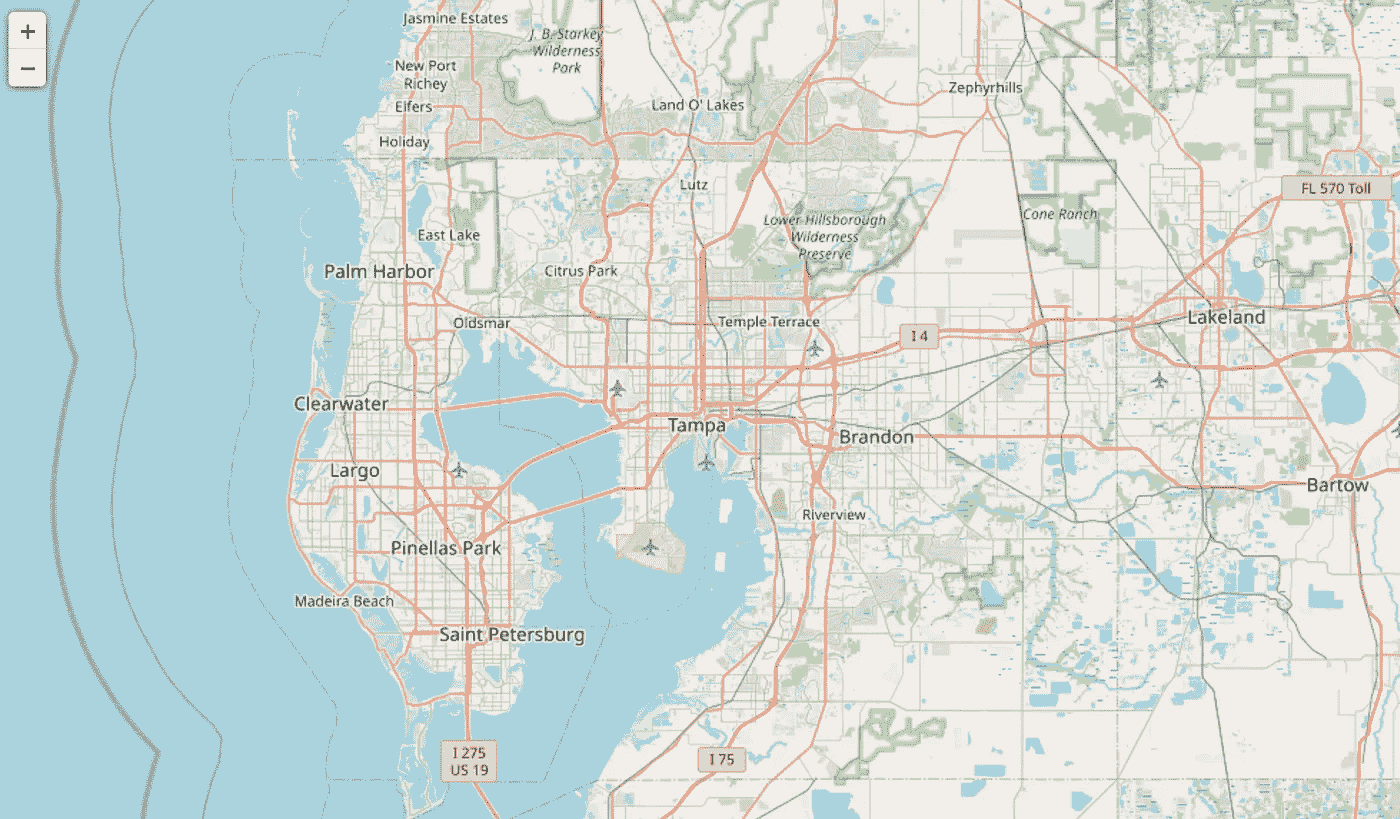 +
−
Jasmine Estates
J. B. Starkey
Wilderness
Park
New Port
Richey
Elfers
Land O' Lakes
Zephyrhills
Holiday
Lutz
FL 570 Toll
Cone Ranch
Lower Hillsborough
Wilderness
Preserve
East Lake
Palm Harbor
Citrus Park
Oldsmar
Temple Terrace
Lakeland
I 4
Clearwater
Tampa
Brandon
Largo
Bartow
Riverview
Pinellas Park
Madeira Beach
Saint Petersburg
I 275
US 19
I 75